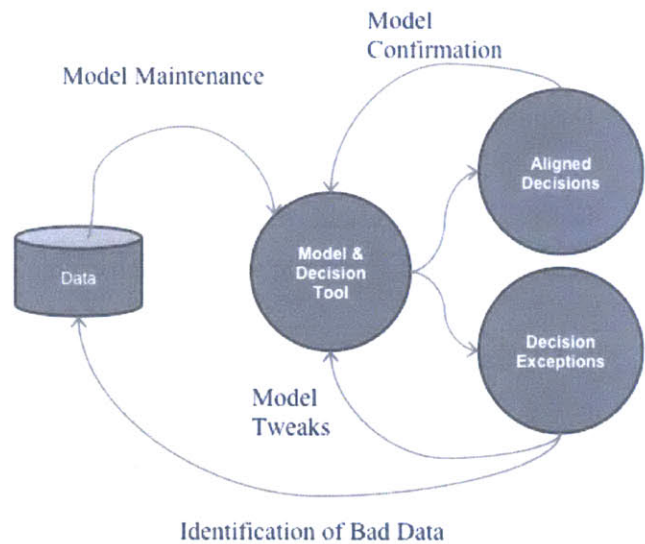 Model
Confirmation
Model Maintenance
Aligned
Decisions
Model &
Decision
Tool
Data
Decision
Exceptions
Model
Tweaks
Identification of Bad Data